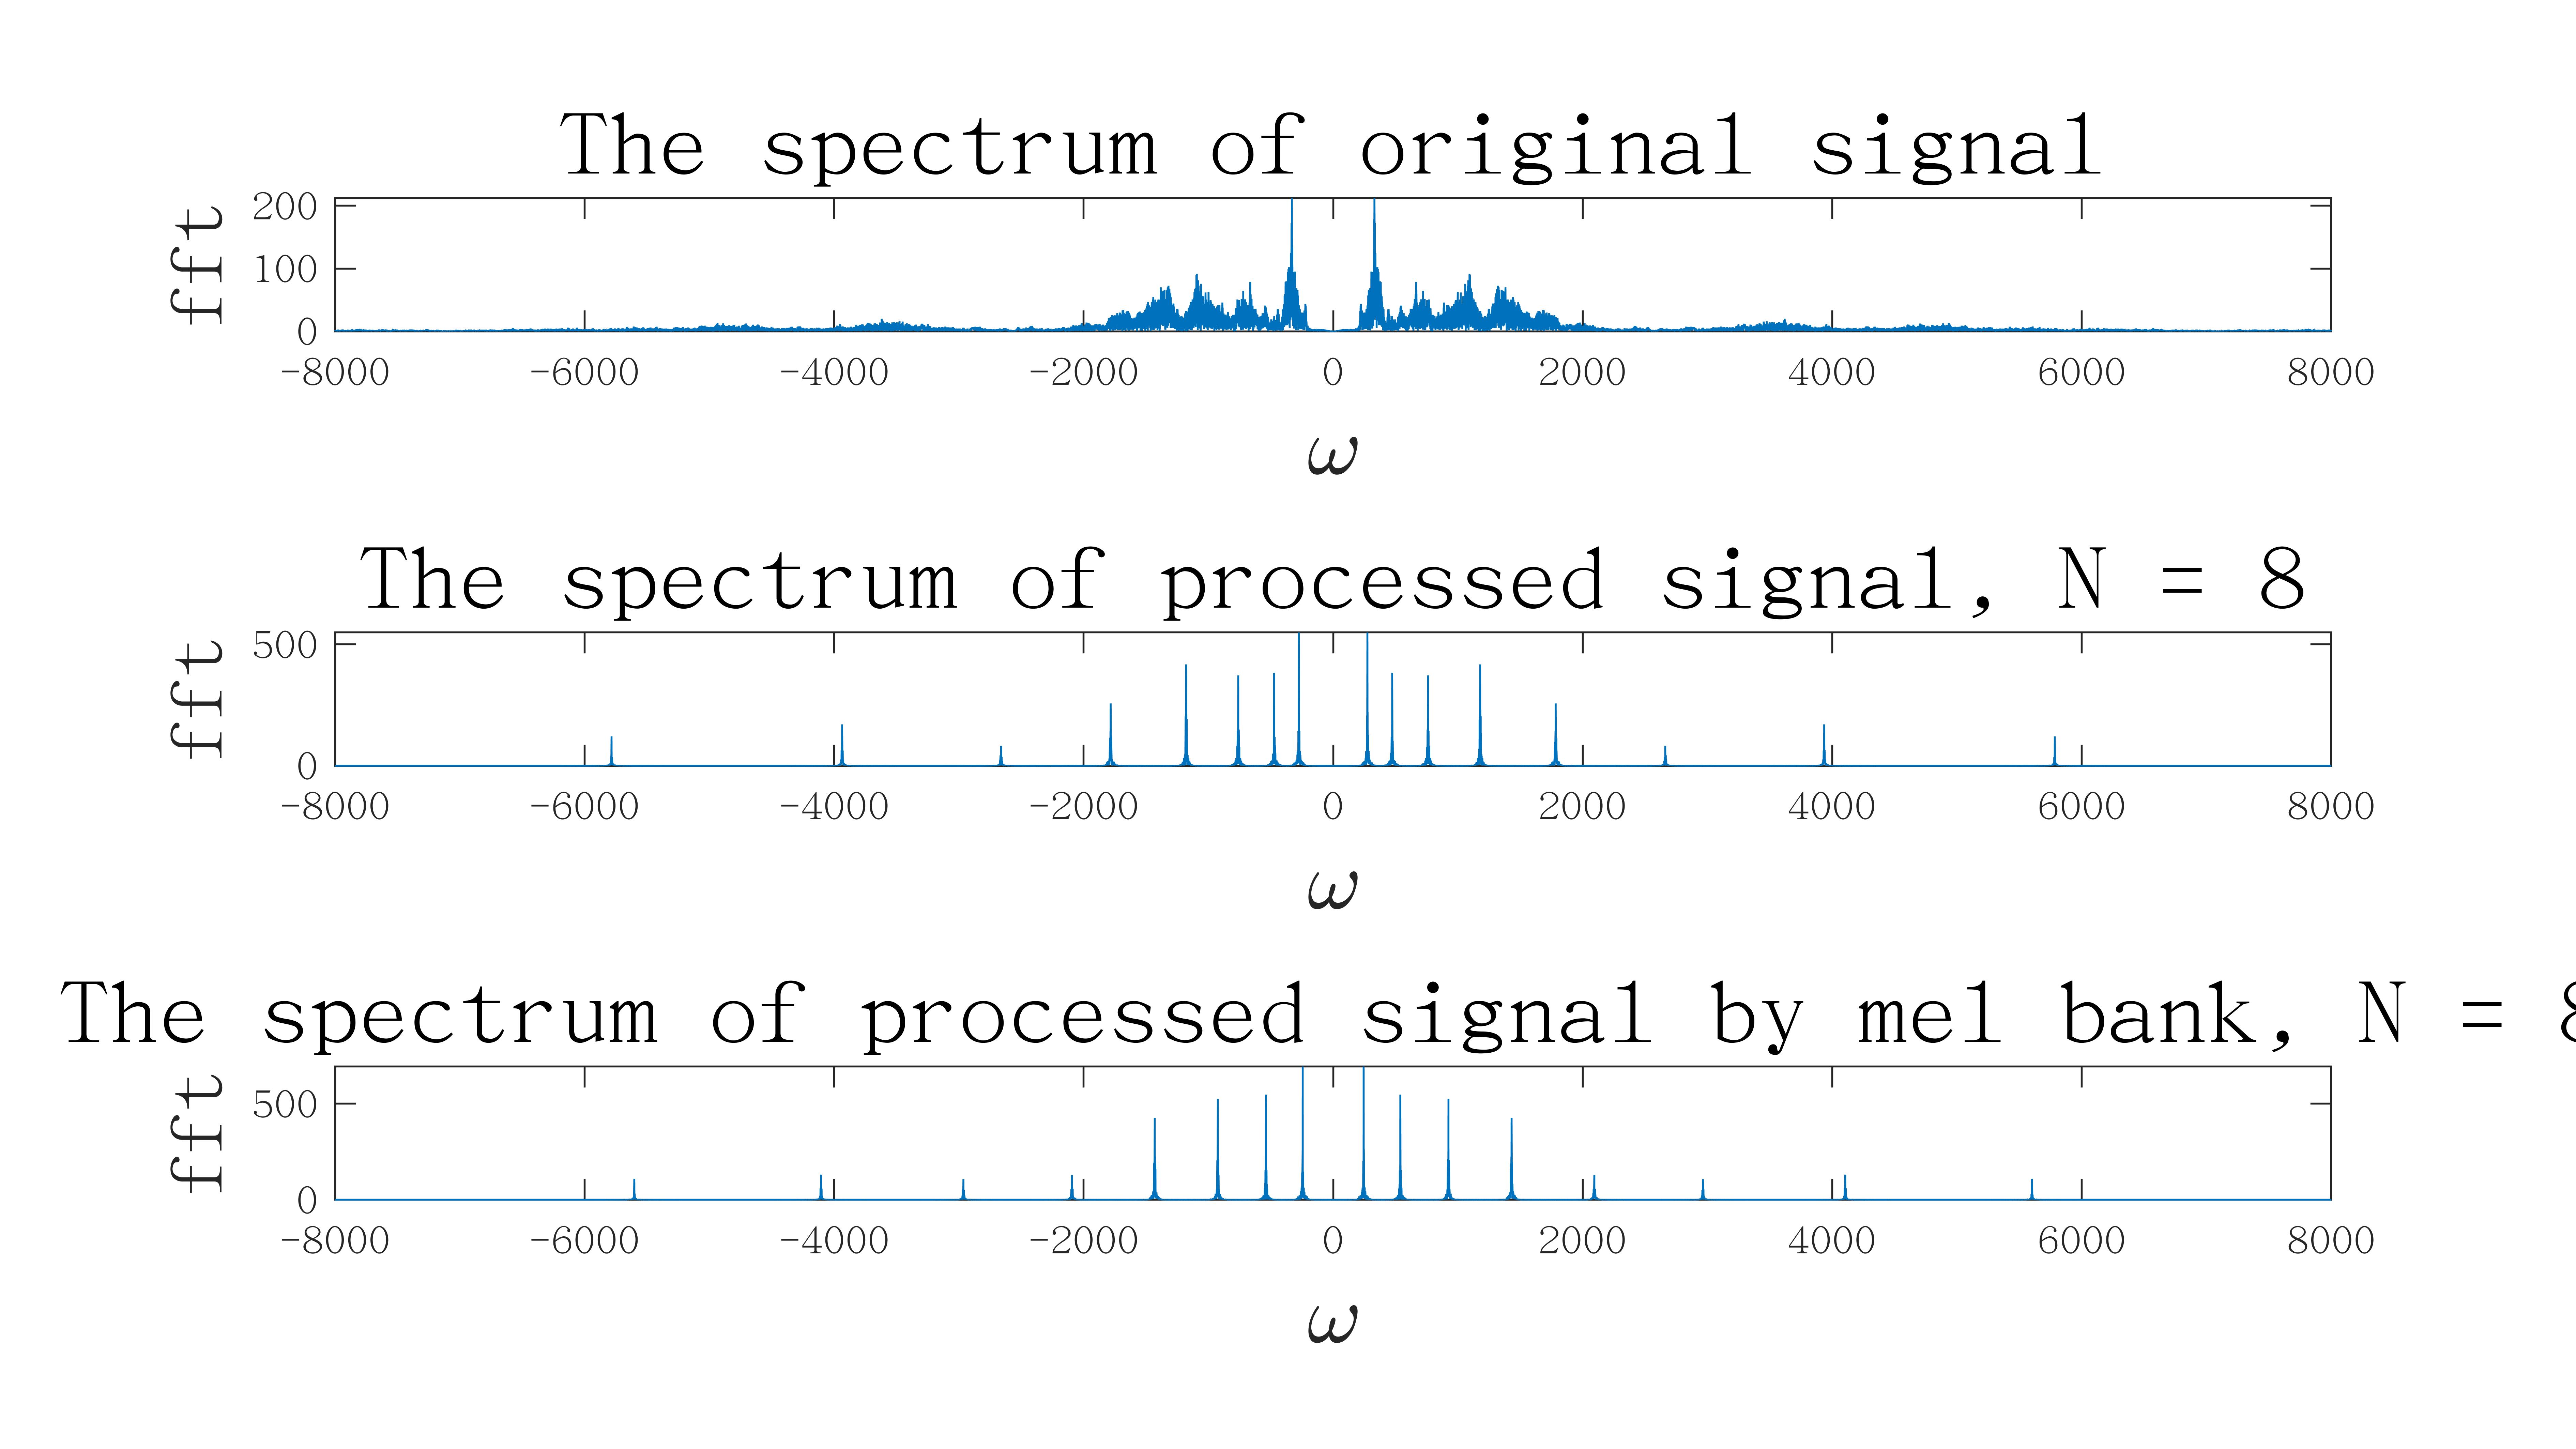 The spectrum of original signal
fft
200
100
0
-8000 -6000 -4000 -2000 0 2000 4000 6000 8000
ω
The spectrum of processed signal, N = 8
fft
500
0
-8000 -6000 -4000 -2000 0 2000 4000 6000 8000
ω
The spectrum of processed signal by mel bank, N = 8
fft
500
0
-8000 -6000 -4000 -2000 0 2000 4000 6000 8000
ω